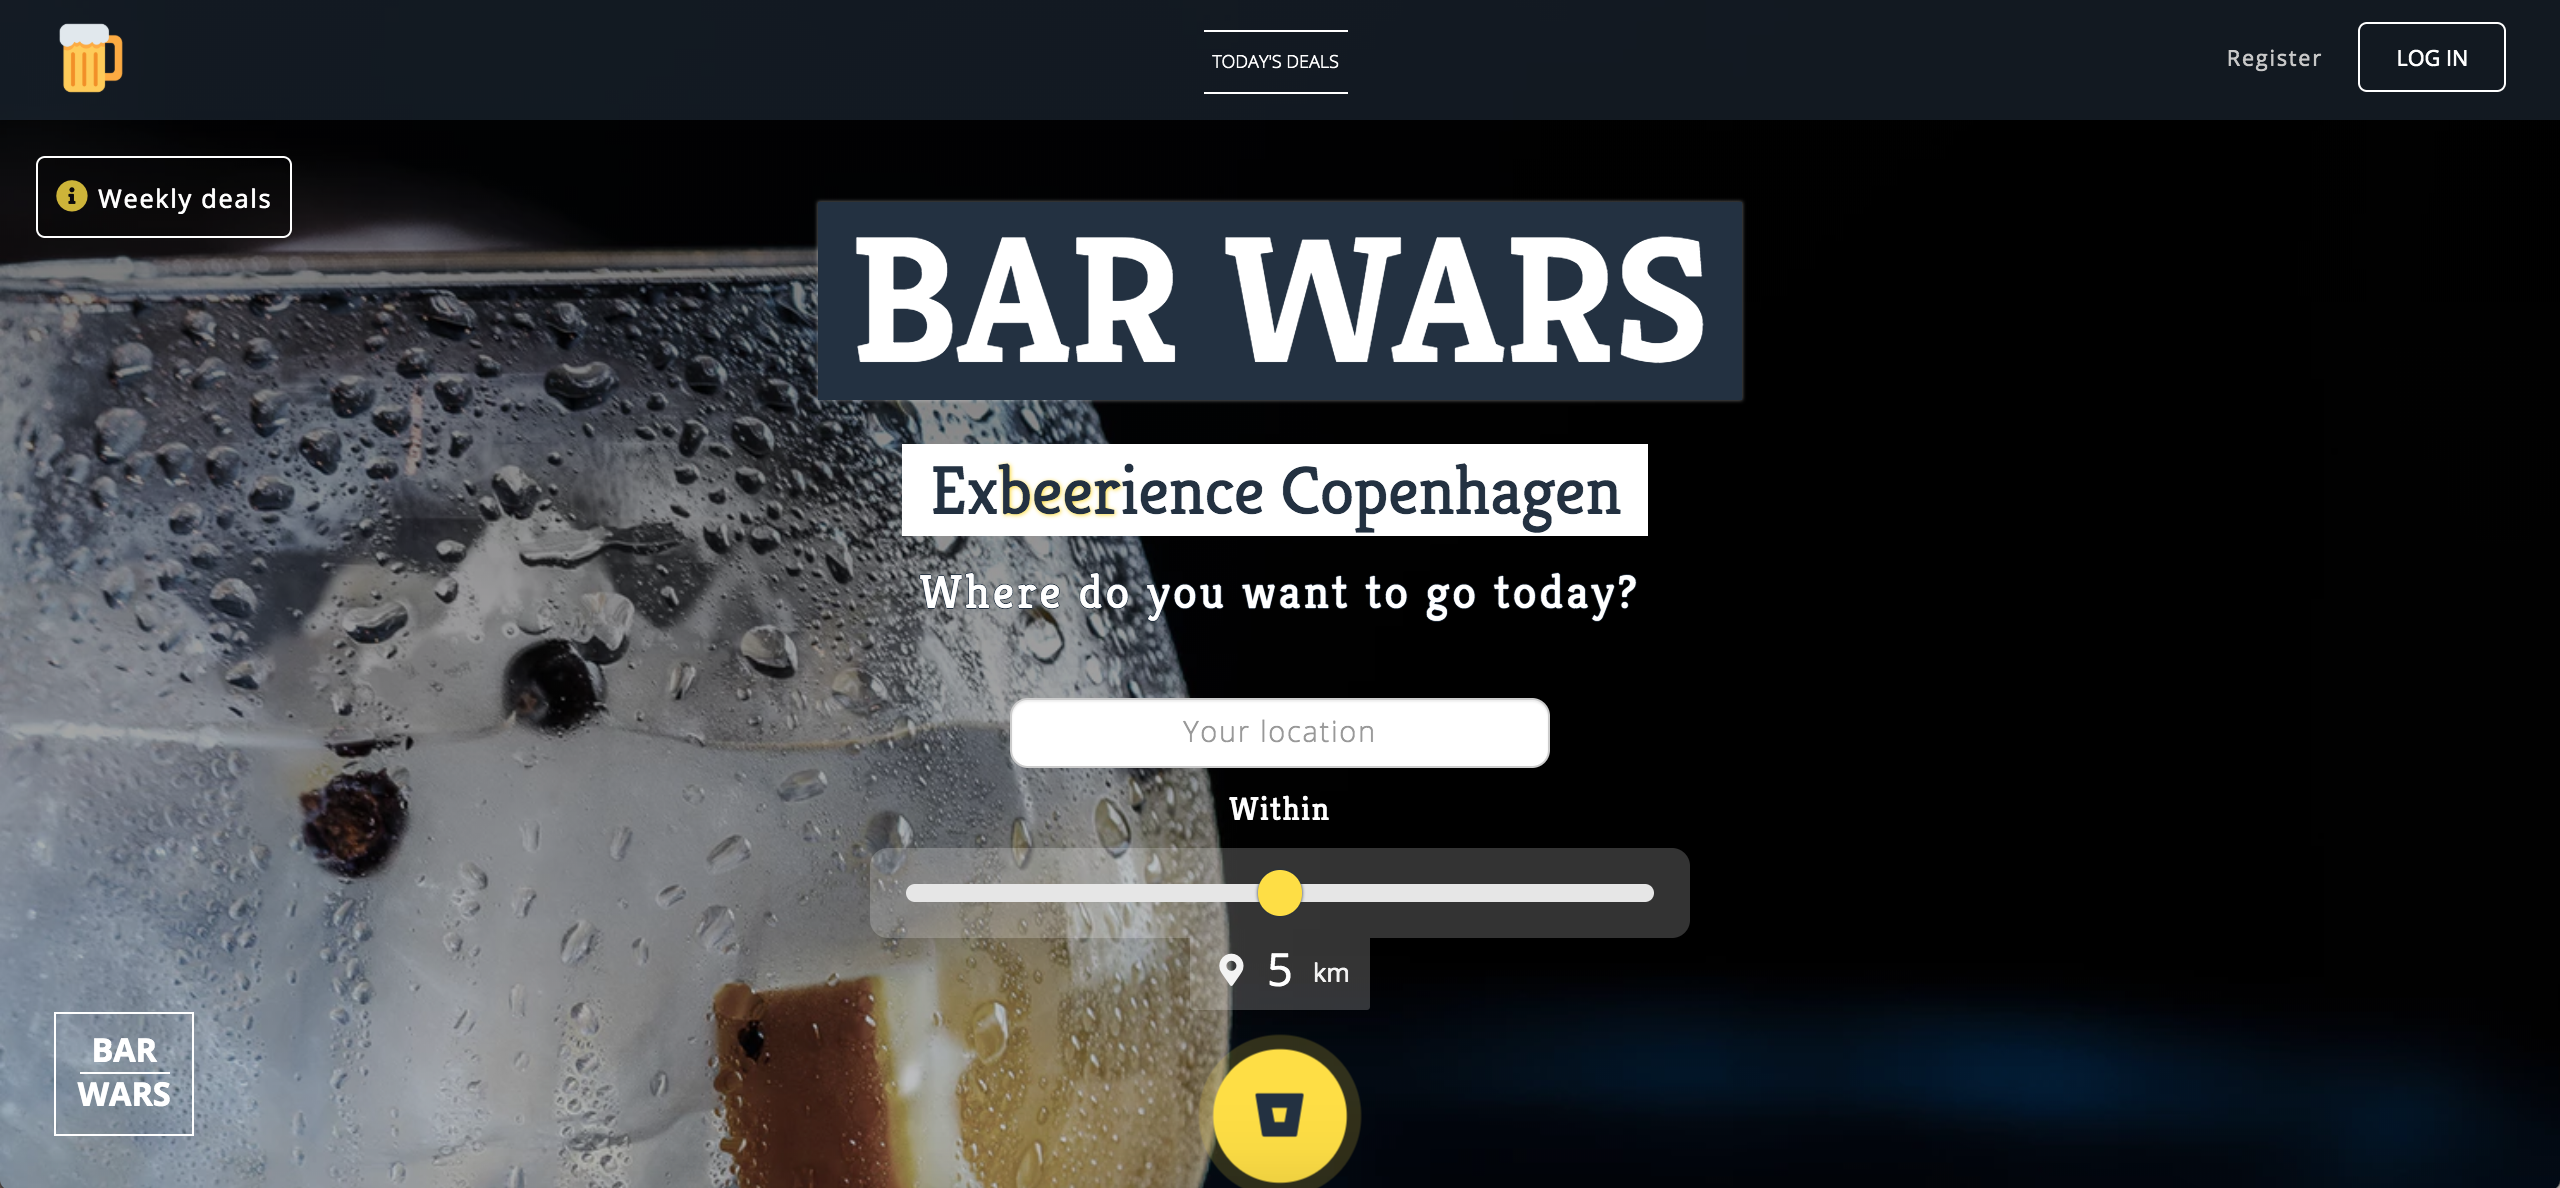 TODAY'S DEALS
Register
LOG IN
Weekly deals
BAR WARS
Exbeerience Copenhagen
Where do you want to go today?
Your location
Within
5 km
BAR
WARS